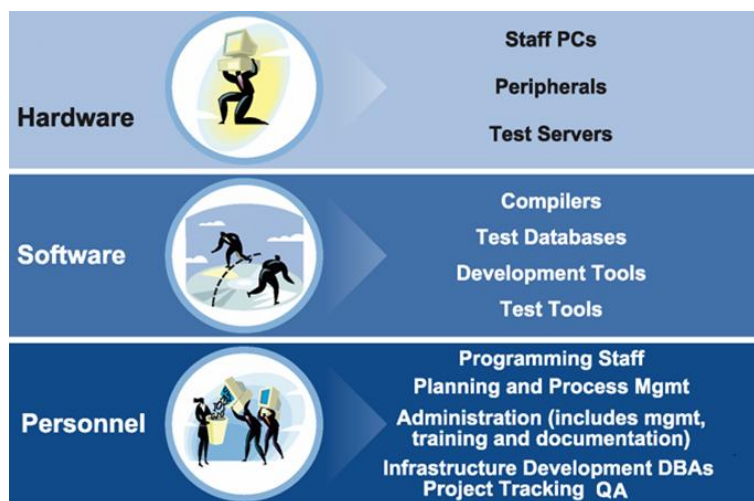 Hardware
Staff PCs
Peripherals
Test Servers
Software
Compilers
Test Databases
Development Tools
Test Tools
Personnel
Programming Staff
Planning and Process Mgmt
Administration (includes mgmt,
training and documentation)
Infrastructure Development DBAs
Project Tracking QA